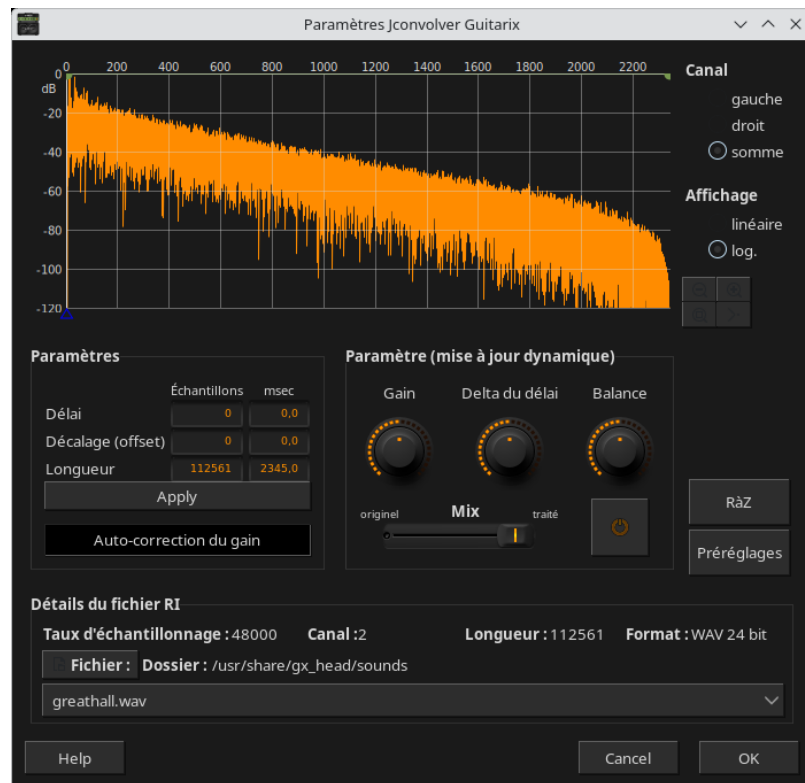 Paramètres Jconvolver Guitarix
0 200 400 600 800 1000 1200 1400 1600 1800 2000 2200
0
dB
-20
-40
-60
-80
-100
-120
Canal
gauche
droit
somme
Affichage
linéaire
log.
Paramètres
Échantillons msec
Délai 0 0,0
Décalage (offset) 0 0,0
Longueur 112561 2345,0
Apply
Auto-correction du gain
Paramètre (mise à jour dynamique)
Gain Delta du délai Balance
originel Mix traité
RàZ
Préréglages
Détails du fichier RI
Taux d'échantillonnage : 48000 Canal :2 Longueur : 112561 Format : WAV 24 bit
Fichier : Dossier : /usr/share/gx_head/sounds
greathall.wav
Help Cancel OK